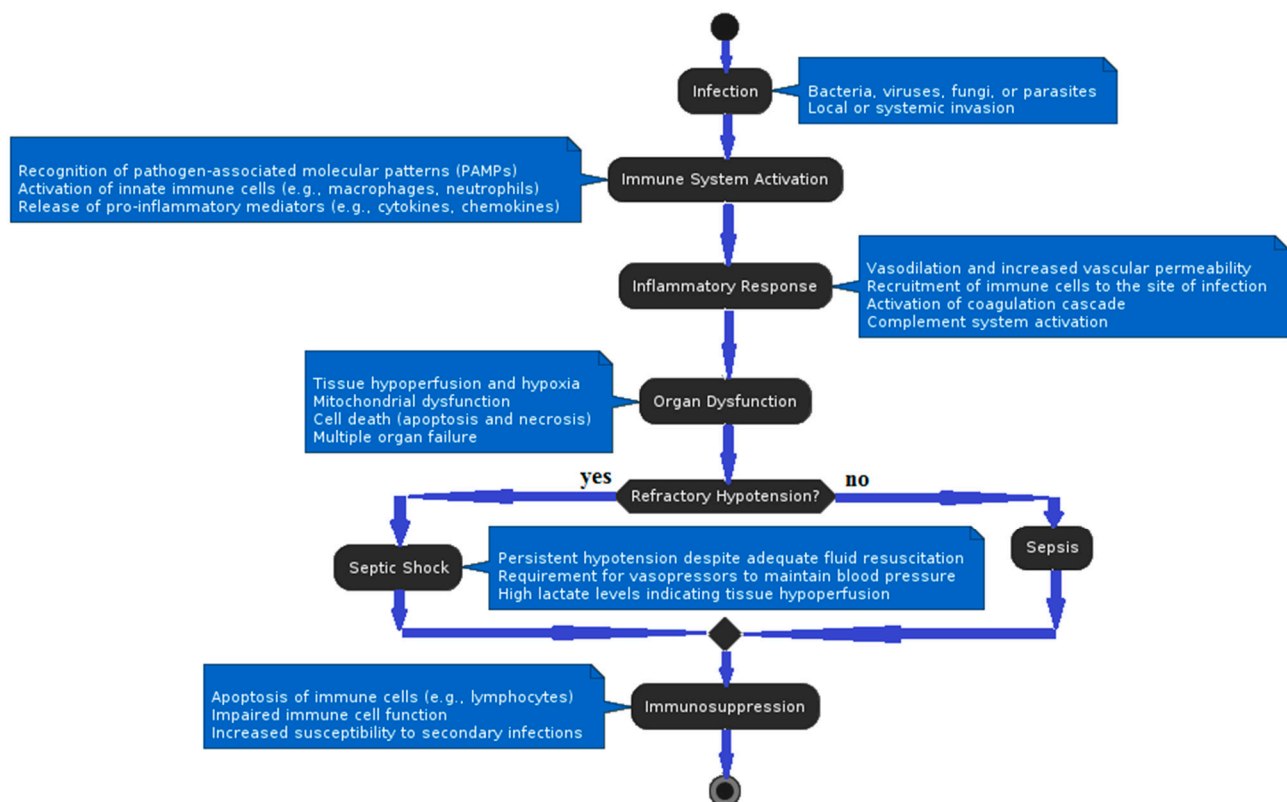 Infection
Bacteria, viruses, fungi, or parasites
Local or systemic invasion
Recognition of pathogen-associated molecular patterns (PAMPs)
Activation of innate immune cells (e.g., macrophages, neutrophils)
Release of pro-inflammatory mediators (e.g., cytokines, chemokines)
Immune System Activation
Inflammatory Response
Vasodilation and increased vascular permeability
Recruitment of immune cells to the site of infection
Activation of coagulation cascade
Complement system activation
Tissue hypoperfusion and hypoxia
Mitochondrial dysfunction
Cell death (apoptosis and necrosis)
Multiple organ failure
Organ Dysfunction
yes
Refractory Hypotension?
no
Septic Shock
Persistent hypotension despite adequate fluid resuscitation
Requirement for vasopressors to maintain blood pressure
High lactate levels indicating tissue hypoperfusion
Sepsis
Apoptosis of immune cells (e.g., lymphocytes)
Impaired immune cell function
Increased susceptibility to secondary infections
Immunosuppression